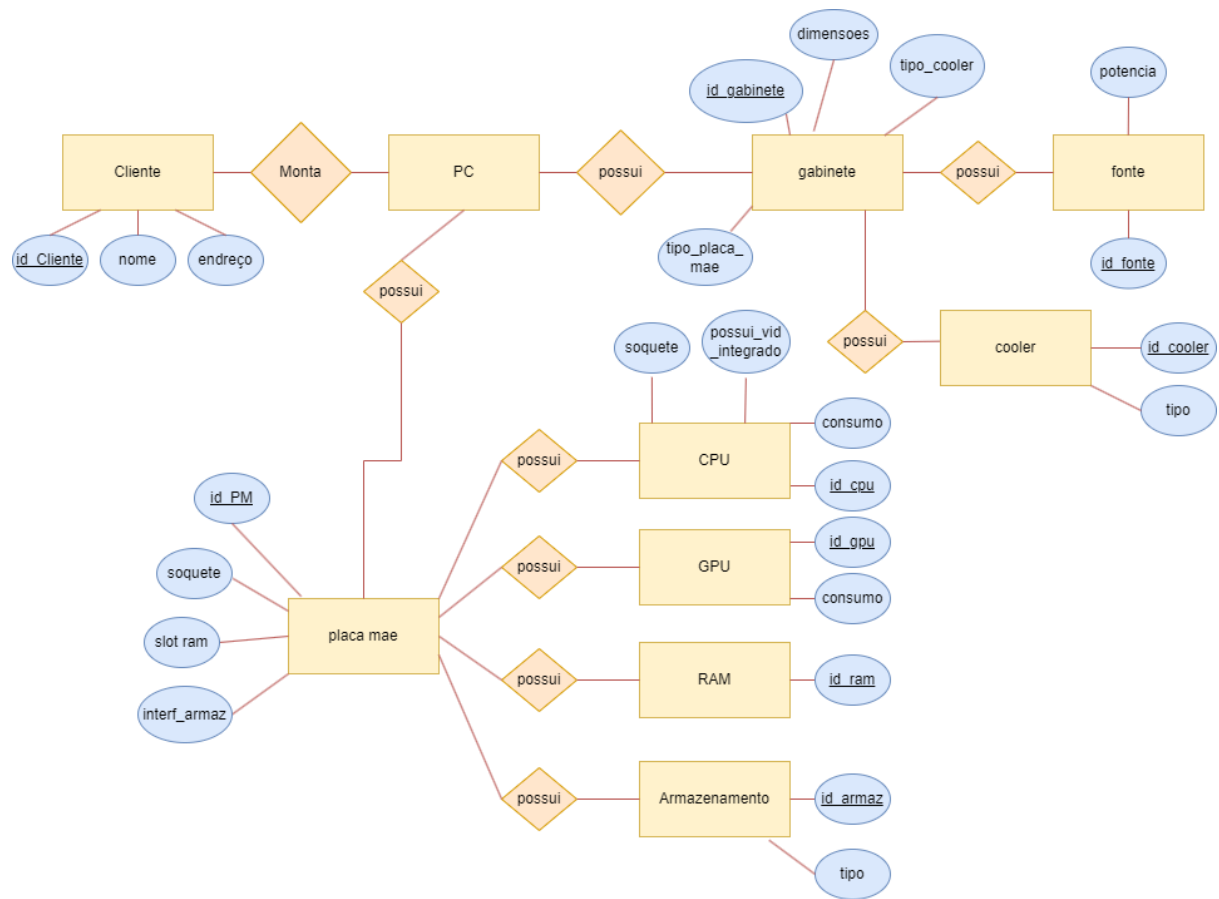 dimensoes
tipo_cooler
id_gabinete
potencia
Cliente
Monta
PC
possui
gabinete
possui
fonte
id_Cliente
nome
endreço
tipo_placa_
mae
id_fonte
possui
soquete
possui_vid
_integrado
possui
cooler
id_cooler
tipo
consumo
possui
CPU
id_cpu
id_PM
id_gpu
possui
GPU
soquete
consumo
slot ram
placa mae
possui
RAM
id_ram
interf_armaz
possui
Armazenamento
id_armaz
tipo